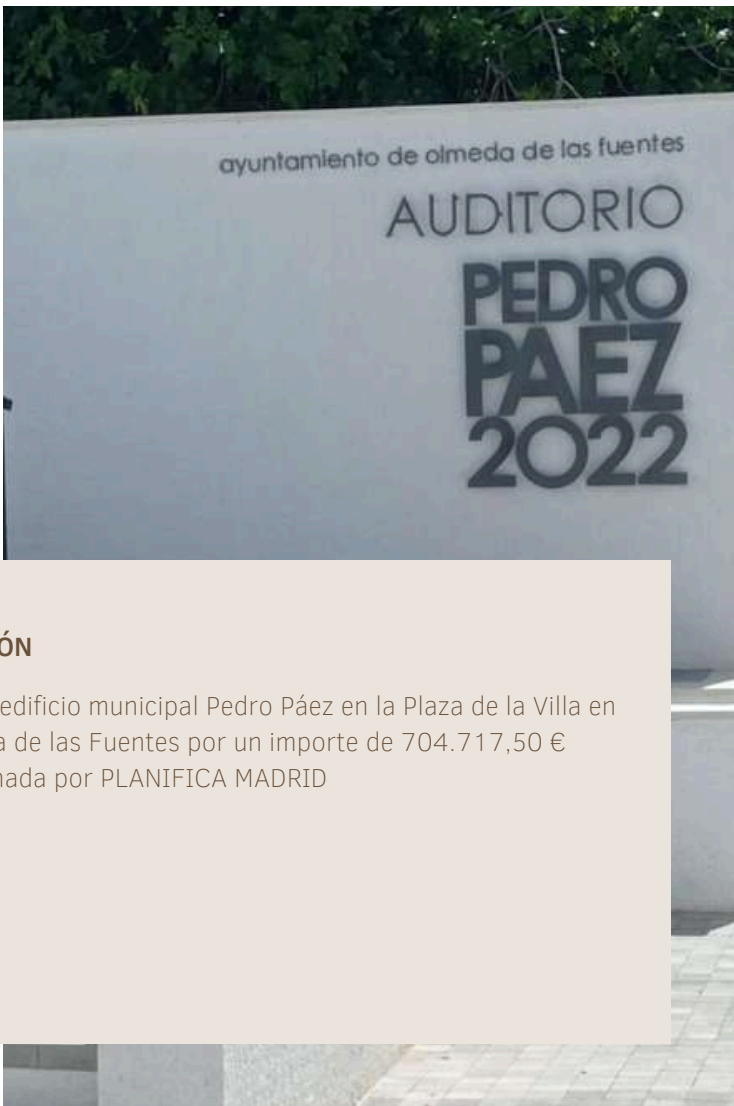 ayuntamiento de olmeda de las fuentes
AUDITORIO
PEDRO
PAEZ
2022
ÓN
edificio municipal Pedro Páez en la Plaza de la Villa en
a de las Fuentes por un importe de 704.717,50 €
nada por PLANIFICA MADRID